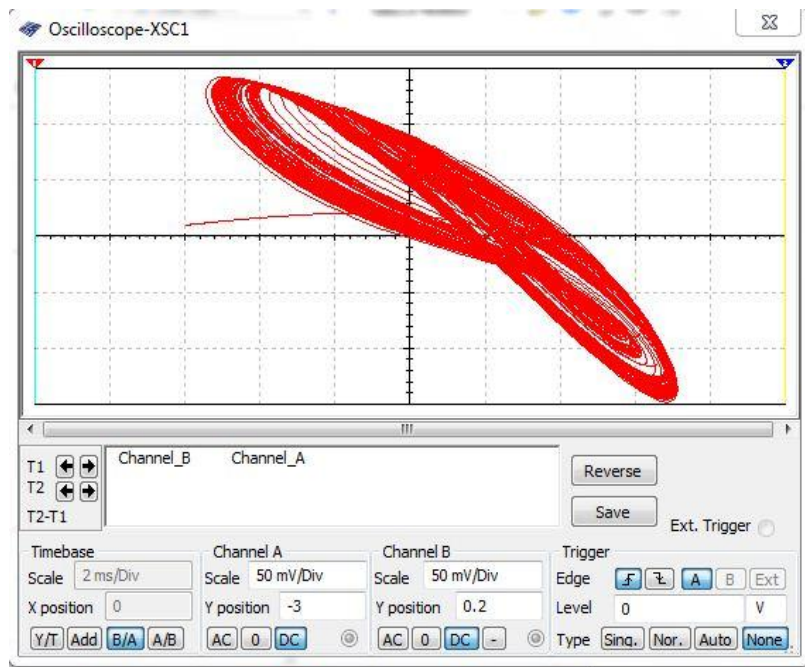 Oscilloscope-XSC1
1
2
T1
T2
T2-T1
Channel_B Channel_A
Reverse
Save
Ext. Trigger
Timebase
Scale 2 ms/Div
X position 0
Y/T Add B/A A/B
Channel A
Scale 50 mV/Div
Y position -3
AC 0 DC
Channel B
Scale 50 mV/Div
Y position 0.2
AC 0 DC -
Trigger
Edge A B Ext
Level 0 V
Type Sing. Nor. Auto None